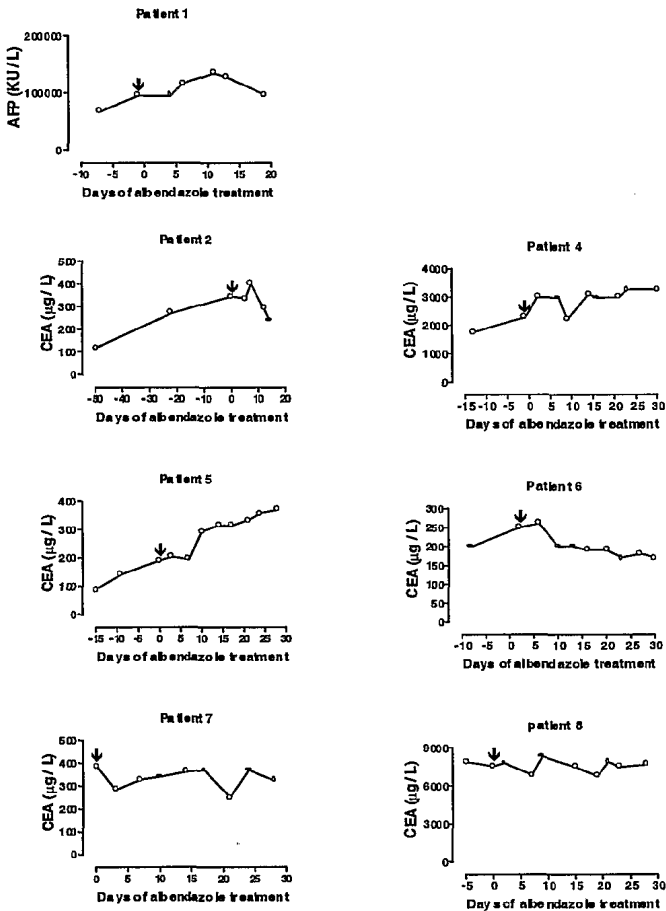 Patient 1
200000
100000
0
AFP (KU/L)
-10 -5 0 5 10 15 20
Days of albendazole treatment
Patient 2
500
400
300
200
100
0
CEA (µg/L)
-50 -40 -30 -20 -10 0 10 20
Days of albendazole treatment
Patient 4
4000
3000
2000
1000
0
CEA (µg/L)
-15 -10 -5 0 5 10 15 20 25 30
Days of albendazole treatment
Patient 5
400
300
200
100
0
CEA (µg/L)
-15 -10 -5 0 5 10 15 20 25 30
Days of albendazole treatment
Patient 6
300
250
200
150
100
50
0
CEA (µg/L)
-10 -5 0 5 10 15 20 25 30
Days of albendazole treatment
Patient 7
500
400
300
200
100
0
CEA (µg/L)
0 5 10 15 20 25 30
Days of albendazole treatment
patient 8
9000
6000
3000
0
CEA (µg/L)
-5 0 5 10 15 20 25 30
Days of albendazole treatment